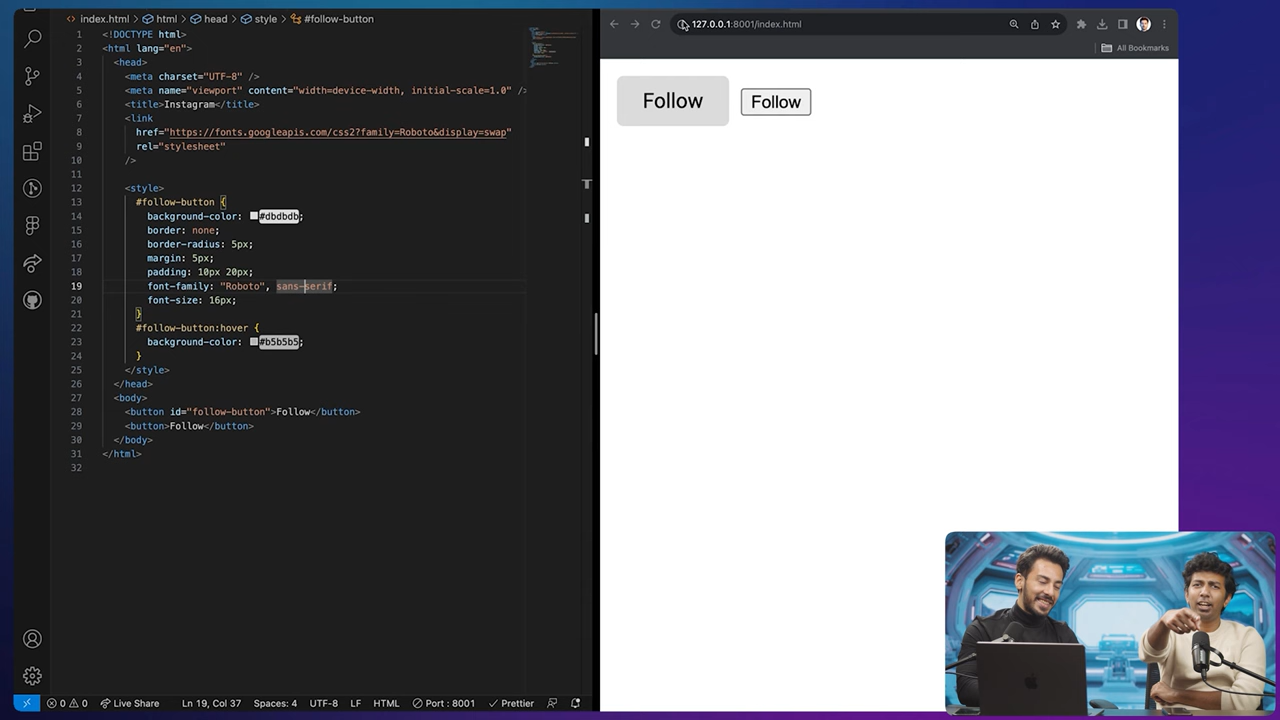 index.html > html > head > style > #follow-button
1 <!DOCTYPE html>
2 <html lang="en">
3 <head>
4 <meta charset="UTF-8" />
5 <meta name="viewport" content="width=device-width, initial-scale=1.0" />
6 <title>Instagram</title>
7 <link
8 href="https://fonts.googleapis.com/css2?family=Roboto&display=swap"
9 rel="stylesheet"
10 />
11
12 <style>
13 #follow-button {
14 background-color: #dbdbdb;
15 border: none;
16 border-radius: 5px;
17 margin: 5px;
18 padding: 10px 20px;
19 font-family: "Roboto", sans-serif;
20 font-size: 16px;
21 }
22 #follow-button:hover {
23 background-color: #b5b5b5;
24 }
25 </style>
26 </head>
27 <body>
28 <button id="follow-button">Follow</button>
29 <button>Follow</button>
30 </body>
31 </html>
32
0 0 Live Share Ln 19, Col 37 Spaces: 4 UTF-8 LF HTML Port : 8001 Prettier
127.0.0.1:8001/index.html
All Bookmarks
Follow Follow